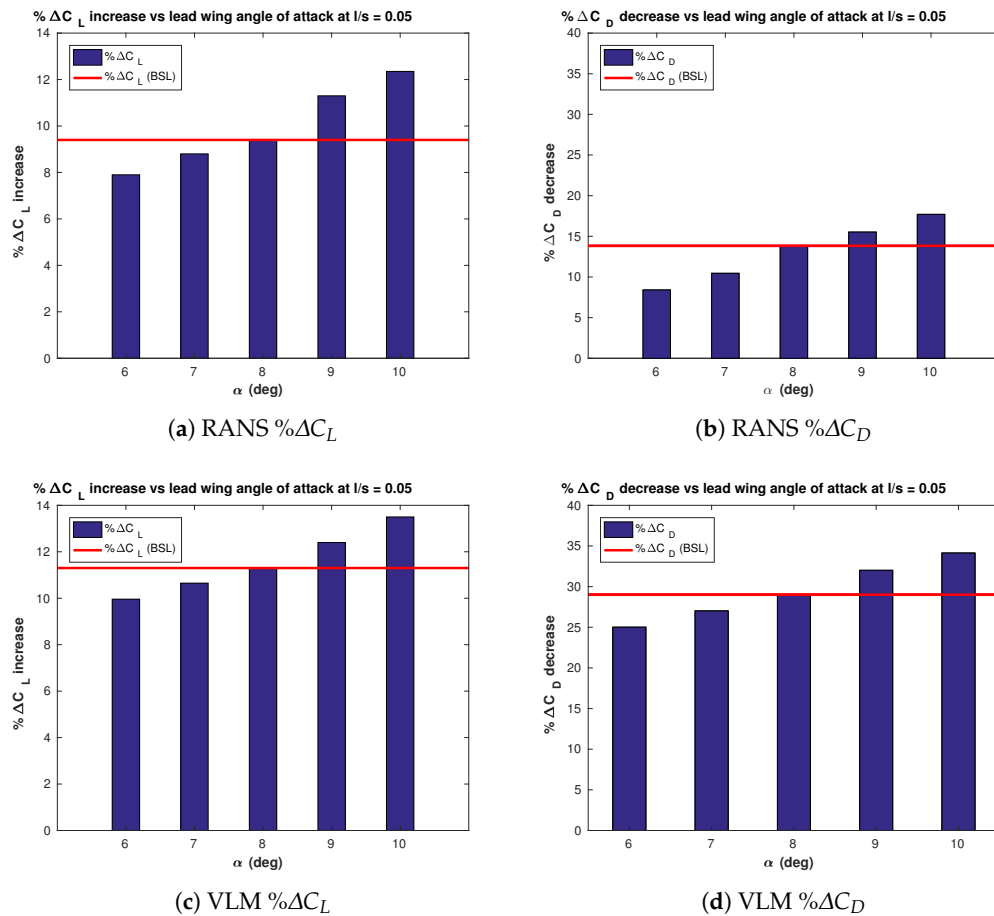 % ΔC L increase vs lead wing angle of attack at l/s = 0.05
14
12
10
8
6
4
2
0
% ΔC L increase
% ΔC L
% ΔC L (BSL)
6 7 8 9 10
α (deg)
(a) RANS %ΔC_L
% ΔC D decrease vs lead wing angle of attack at l/s = 0.05
40
35
30
25
20
15
10
5
0
% ΔC D decrease
% ΔC D
% ΔC D (BSL)
6 7 8 9 10
α (deg)
(b) RANS %ΔC_D
% ΔC L increase vs lead wing angle of attack at l/s = 0.05
14
12
10
8
6
4
2
0
% ΔC L increase
% ΔC L
% ΔC L (BSL)
6 7 8 9 10
α (deg)
(c) VLM %ΔC_L
% ΔC D decrease vs lead wing angle of attack at l/s = 0.05
40
35
30
25
20
15
10
5
0
% ΔC D decrease
% ΔC D
% ΔC D (BSL)
6 7 8 9 10
α (deg)
(d) VLM %ΔC_D